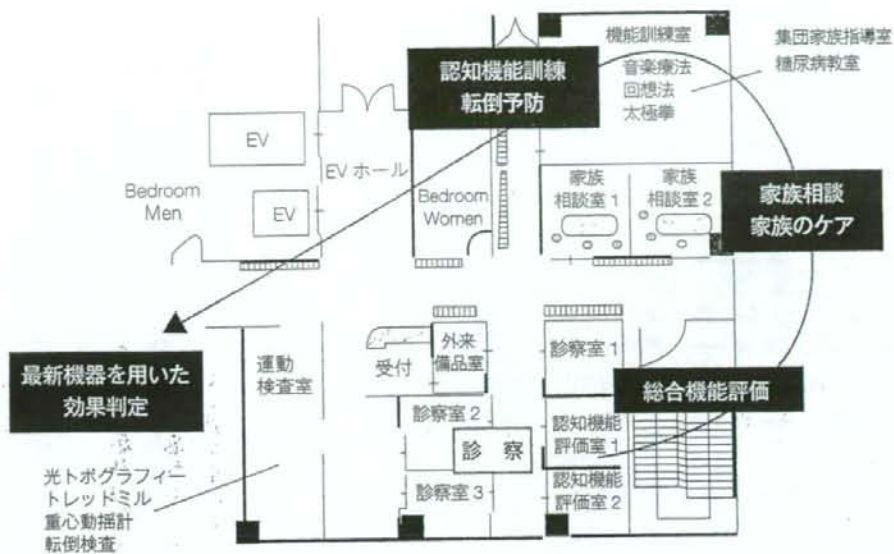 機能訓練室
音楽療法
回想法
太極拳
集団家族指導室
糖尿病教室
認知機能訓練
転倒予防
EV
EV ホール
Bedroom
Men
EV
Bedroom
Women
家族
相談室 1
家族
相談室 2
家族相談
家族のケア
最新機器を用いた
効果判定
運動
検査室
受付
外来
備品室
診察室 1
総合機能評価
診察室 2
診 察
認知機能
評価室 1
診察室 3
認知機能
評価室 2
光トポグラフィー
トレッドミル
重心動揺計
転倒検査